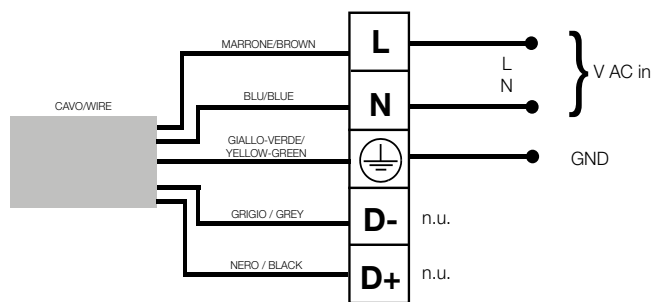 MARRONE/BROWN
L
L
N
V AC in
CAVO/WIRE
BLU/BLUE
N
GIALLO-VERDE/
YELLOW-GREEN
GND
GRIGIO / GREY
D-
n.u.
NERO / BLACK
D+
n.u.